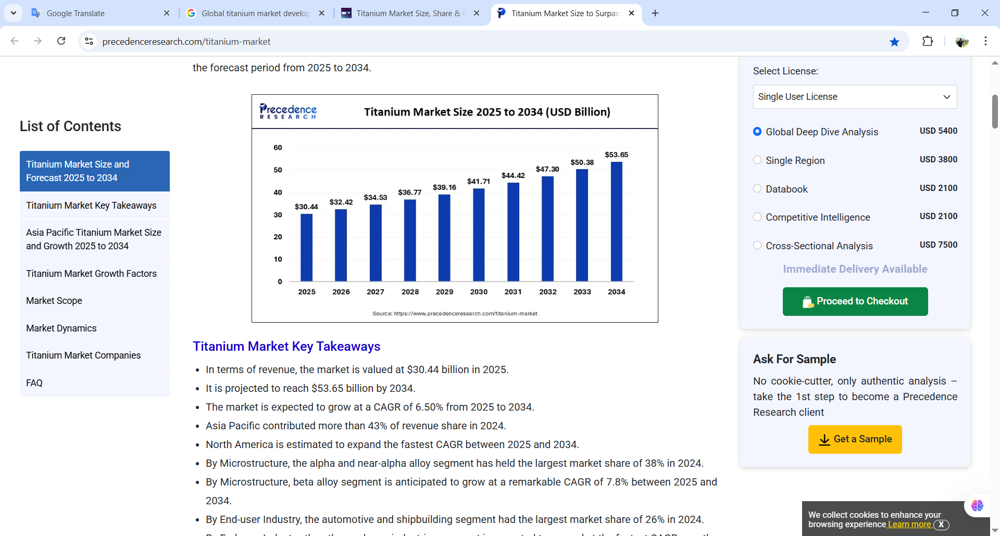 Google Translate
Global titanium market develop
Titanium Market Size, Share &
Titanium Market Size to Surpas
precedenceresearch.com/titanium-market
the forecast period from 2025 to 2034.
List of Contents
Titanium Market Size and
Forecast 2025 to 2034
Titanium Market Key Takeaways
Asia Pacific Titanium Market Size
and Growth 2025 to 2034
Titanium Market Growth Factors
Market Scope
Market Dynamics
Titanium Market Companies
FAQ
Precedence
RESEARCH
Titanium Market Size 2025 to 2034 (USD Billion)
60
50
40
30
20
10
0
$30.44
$32.42
$34.53
$36.77
$39.16
$41.71
$44.42
$47.30
$50.38
$53.65
2025 2026 2027 2028 2029 2030 2031 2032 2033 2034
Source: https://www.precedenceresearch.com/titanium-market
Titanium Market Key Takeaways
• In terms of revenue, the market is valued at $30.44 billion in 2025.
• It is projected to reach $53.65 billion by 2034.
• The market is expected to grow at a CAGR of 6.50% from 2025 to 2034.
• Asia Pacific contributed more than 43% of revenue share in 2024.
• North America is estimated to expand the fastest CAGR between 2025 and 2034.
• By Microstructure, the alpha and near-alpha alloy segment has held the largest market share of 38% in 2024.
• By Microstructure, beta alloy segment is anticipated to grow at a remarkable CAGR of 7.8% between 2025 and
2034.
• By End-user Industry, the automotive and shipbuilding segment had the largest market share of 26% in 2024.
Select License:
Single User License
Global Deep Dive Analysis USD 5400
Single Region USD 3800
Databook USD 2100
Competitive Intelligence USD 2100
Cross-Sectional Analysis USD 7500
Immediate Delivery Available
Proceed to Checkout
Ask For Sample
No cookie-cutter, only authentic analysis –
take the 1st step to become a Precedence
Research client
Get a Sample
We collect cookies to enhance your
browsing experience Learn more X